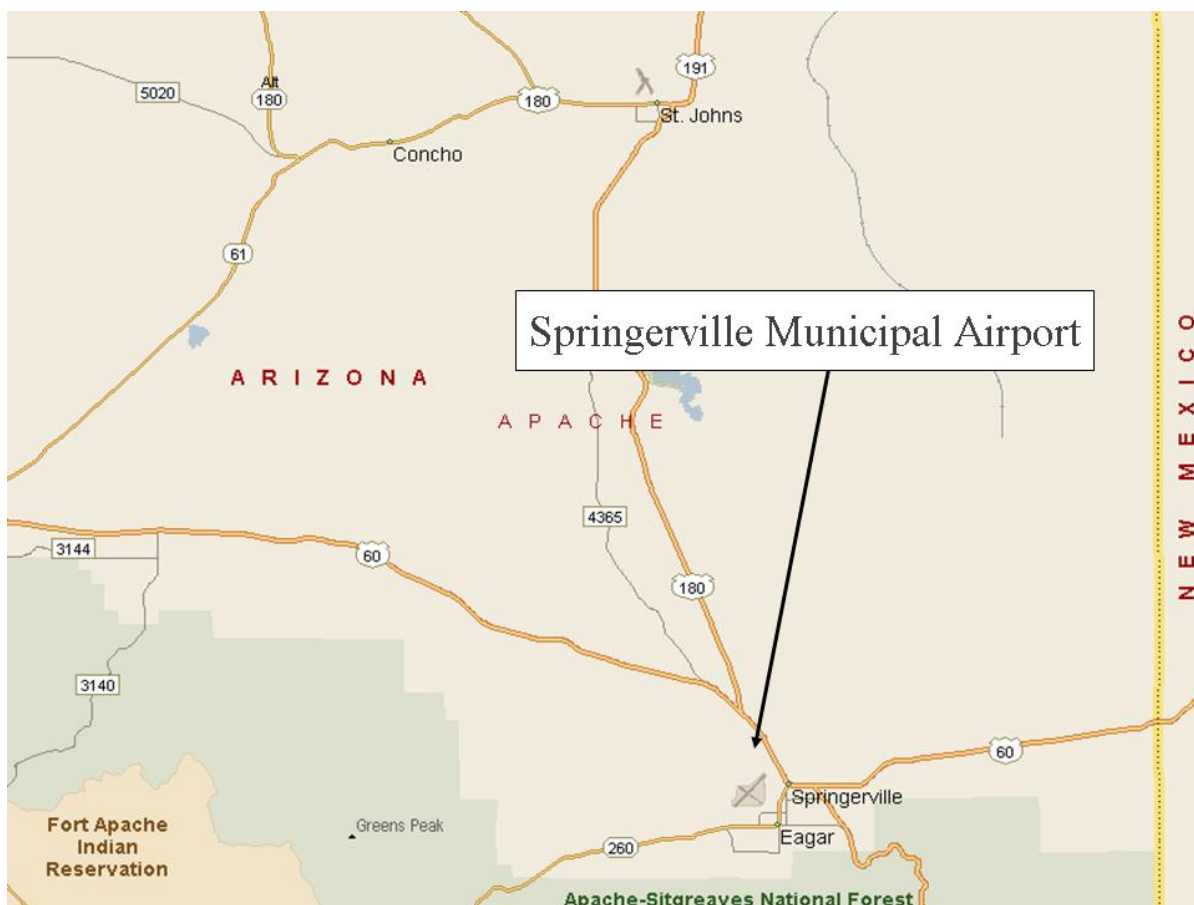 191
5020
Alt
180
180
St. Johns
Concho
61
Springerville Municipal Airport
ARIZONA
APACHE
NEW MEXICO
4365
3144
60
180
3140
60
Springerville
Fort Apache
Indian
Reservation
Greens Peak
Eagar
260
Apache-Sitgreaves National Forest